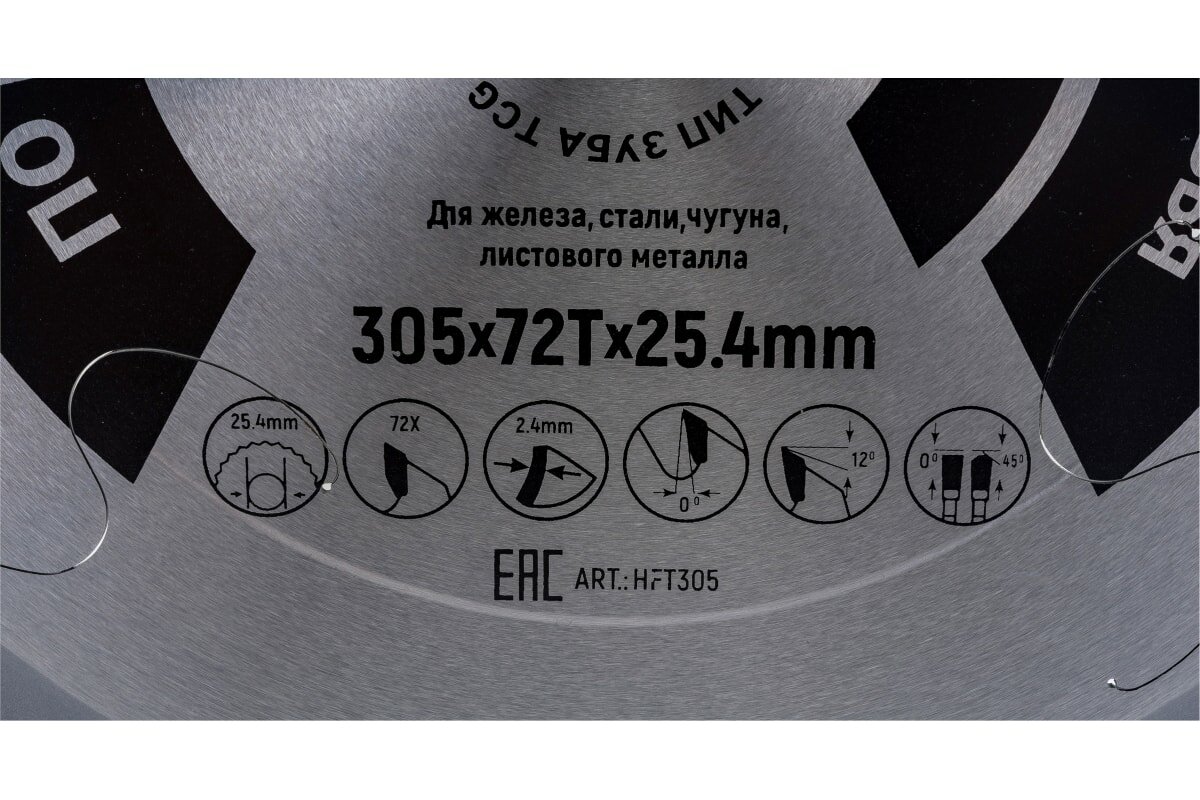 ПО
ТИП ЗУБА TCG
Для железа, стали, чугуна,
листового металла
305x72Tx25.4mm
25.4mm
72X
2.4mm
0°
12°
0°
45°
EAC ART.: HFT305